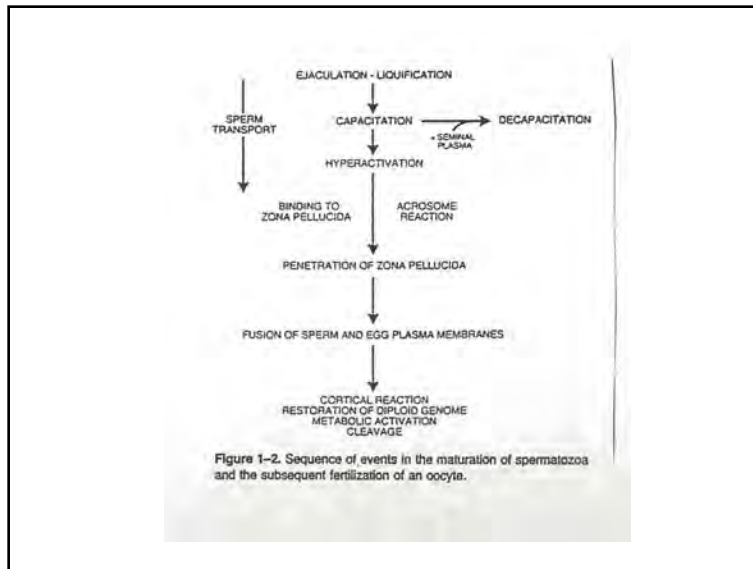 EJACULATION - LIQUIFICATION
SPERM
TRANSPORT
CAPACITATION
DECAPACITATION
+ SEMINAL
PLASMA
HYPERACTIVATION
BINDING TO
ZONA PELLUCIDA
ACROSOME
REACTION
PENETRATION OF ZONA PELLUCIDA
FUSION OF SPERM AND EGG PLASMA MEMBRANES
CORTICAL REACTION
RESTORATION OF DIPLOID GENOME
METABOLIC ACTIVATION
CLEAVAGE
Figure 1–2. Sequence of events in the maturation of spermatozoa
and the subsequent fertilization of an oocyte.